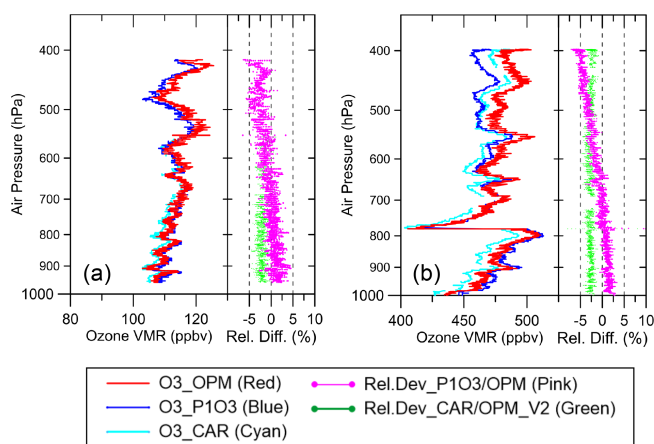 400
500
600
700
800
900
1000
Air Pressure (hPa)
(a)
80 100 120
Ozone VMR (ppbv)
-5 0 5 10
Rel. Diff. (%)
400
500
600
700
800
900
1000
Air Pressure (hPa)
(b)
400 450 500
Ozone VMR (ppbv)
-5 0 5 10
Rel. Diff. (%)
O3_OPM (Red)
O3_P1O3 (Blue)
O3_CAR (Cyan)
Rel.Dev_P1O3/OPM (Pink)
Rel.Dev_CAR/OPM_V2 (Green)